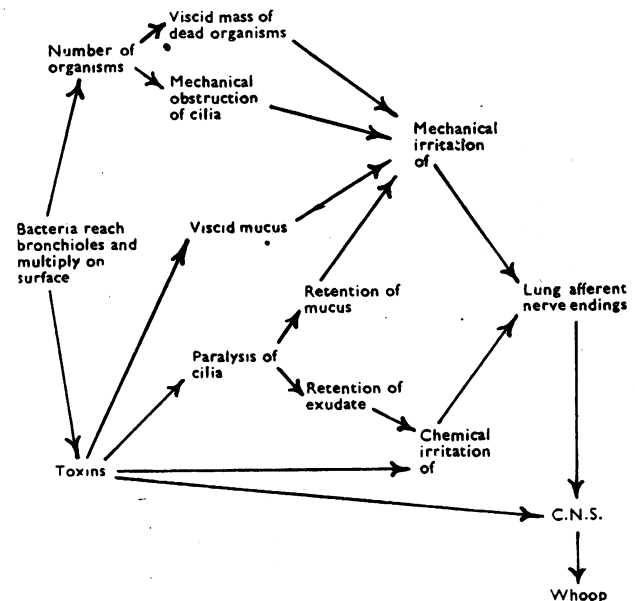 Viscid mass of
dead organisms
Number of
organisms
Mechanical
obstruction
of cilia
Mechanical
irritation
of
Bacteria reach
bronchioles and
multiply on
surface
Viscid mucus
Retention of
mucus
Lung afferent
nerve endings
Paralysis of
cilia
Retention of
exudate
Chemical
irritation
of
Toxins
C.N.S.
Whoop